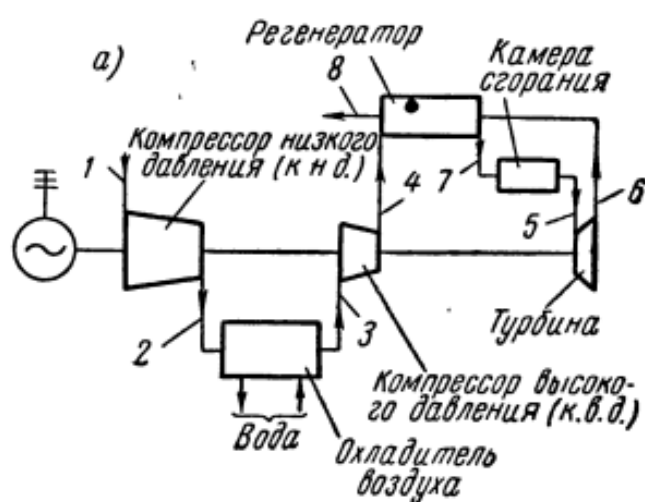 а)
Регенератор
8
Камера
сгорания
Компрессор низкого
давления (к н д.)
1
4
7
5
6
2
3
Турбина
Компрессор высоко-
го давления (к.в.д.)
Вода
Охладитель
воздуха